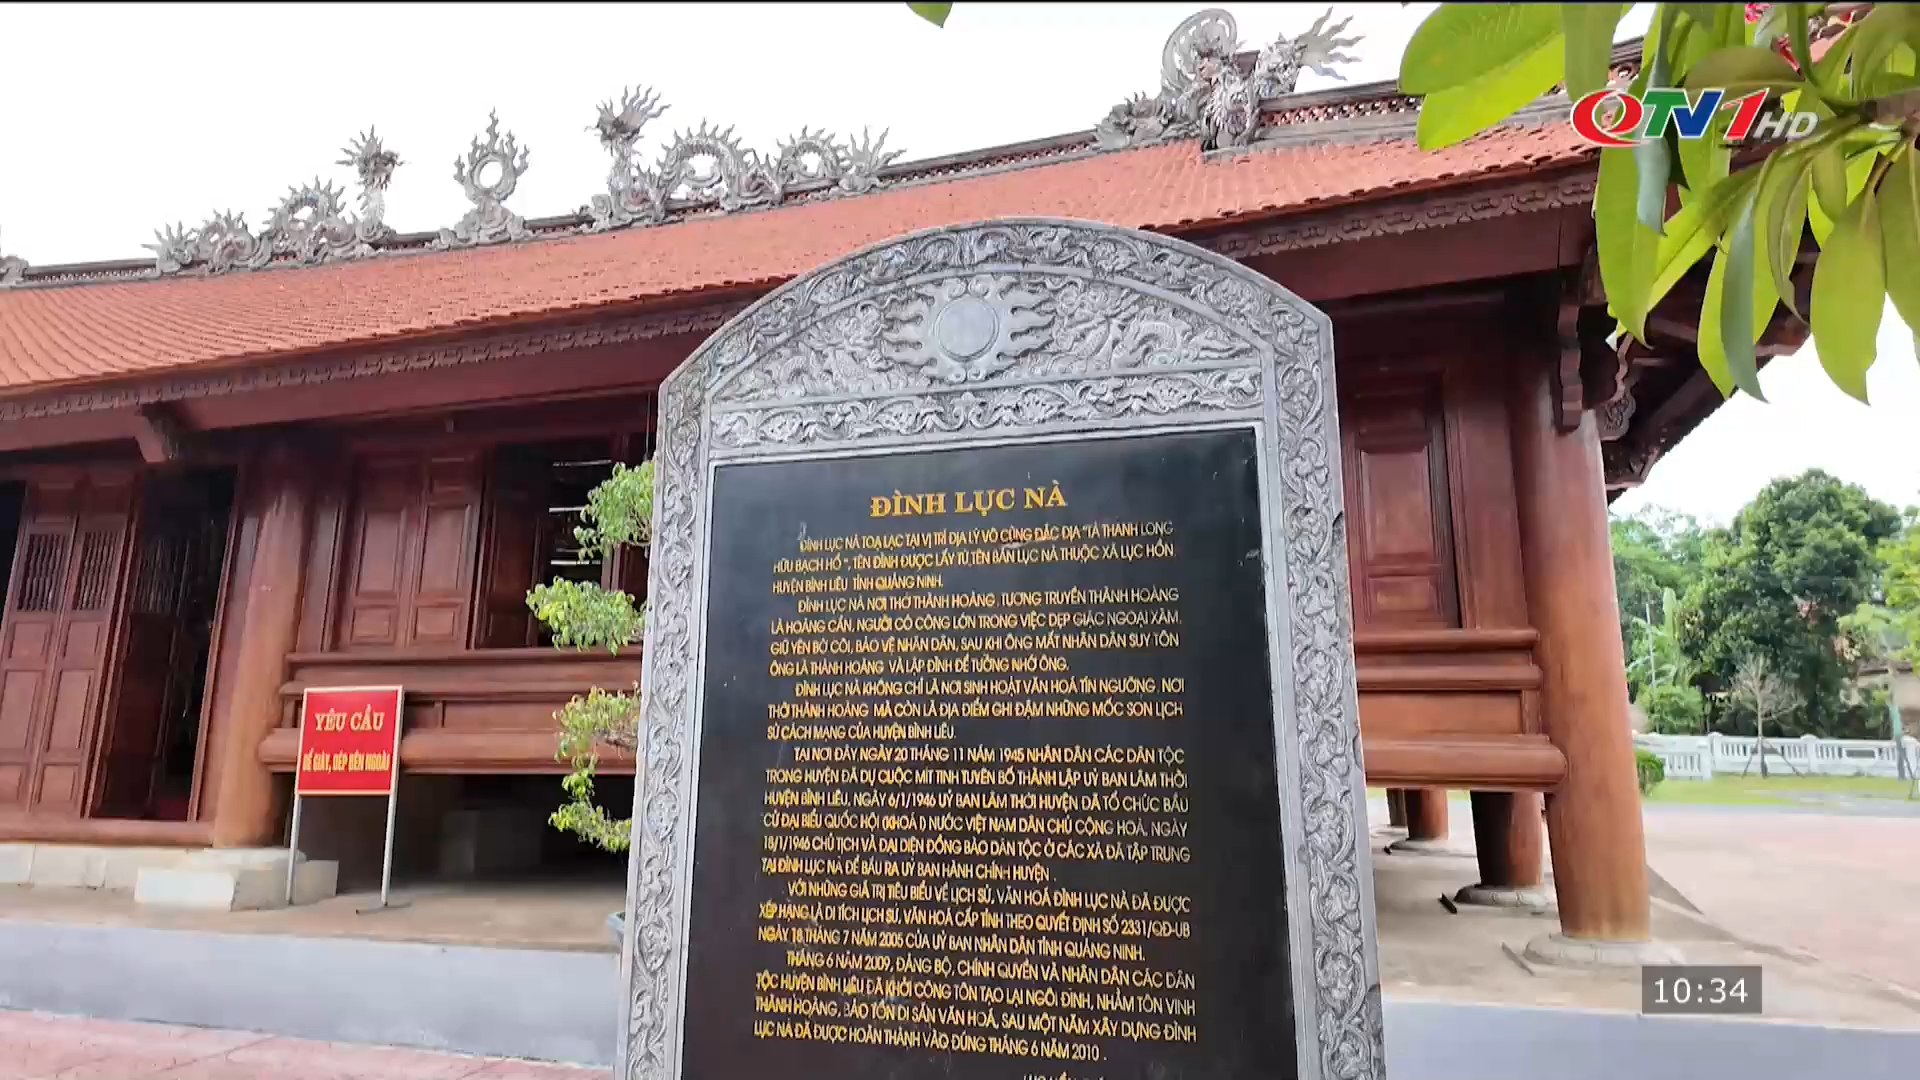 QTV1HD
ĐÌNH LỤC NÀ
ĐÌNH LỤC NÀ TOẠ LẠC TẠI VỊ TRÍ ĐỊA LÝ VÔ CÙNG ĐẮC ĐỊA "TẢ THANH LONG
HỮU BẠCH HỔ", TÊN ĐÌNH ĐƯỢC LẤY TỪ TÊN BẢN LỤC NÀ THUỘC XÃ LỤC HỒN
HUYỆN BÌNH LIÊU TỈNH QUẢNG NINH.
ĐÌNH LỤC NÀ NƠI THỜ THÀNH HOÀNG. TƯƠNG TRUYỀN THÀNH HOÀNG
LÀ HOÀNG CẦN, NGƯỜI CÓ CÔNG LỚN TRONG VIỆC DẸP GIẶC NGOẠI XÂM,
GIỮ YÊN BỜ CÕI, BẢO VỆ NHÂN DÂN, SAU KHI ÔNG MẤT NHÂN DÂN SUY TÔN
ÔNG LÀ THÀNH HOÀNG VÀ LẬP ĐÌNH ĐỂ TƯỞNG NHỚ ÔNG.
ĐÌNH LỤC NÀ KHÔNG CHỈ LÀ NƠI SINH HOẠT VĂN HOÁ TÍN NGƯỠNG, NƠI
THỜ THÀNH HOÀNG MÀ CÒN LÀ ĐỊA ĐIỂM GHI ĐẬM NHỮNG MỐC SON LỊCH
SỬ CÁCH MẠNG CỦA HUYỆN BÌNH LIÊU.
TẠI NƠI ĐÂY, NGÀY 20 THÁNG 11 NĂM 1945 NHÂN DÂN CÁC DÂN TỘC
TRONG HUYỆN ĐÃ DỰ CUỘC MÍT TINH TUYÊN BỐ THÀNH LẬP UỶ BAN LÂM THỜI
HUYỆN BÌNH LIÊU, NGÀY 6/1/1946 UỶ BAN LÂM THỜI HUYỆN ĐÃ TỔ CHỨC BẦU
CỬ ĐẠI BIỂU QUỐC HỘI (KHOÁ I) NƯỚC VIỆT NAM DÂN CHỦ CỘNG HOÀ. NGÀY
18/1/1946 CHỦ TỊCH VÀ ĐẠI DIỆN ĐỒNG BÀO DÂN TỘC Ở CÁC XÃ ĐÃ TẬP TRUNG
TẠI ĐÌNH LỤC NÀ ĐỂ BẦU RA UỶ BAN HÀNH CHÍNH HUYỆN.
VỚI NHỮNG GIÁ TRỊ TIÊU BIỂU VỀ LỊCH SỬ, VĂN HOÁ ĐÌNH LỤC NÀ ĐÃ ĐƯỢC
XẾP HẠNG LÀ DI TÍCH LỊCH SỬ, VĂN HOÁ CẤP TỈNH THEO QUYẾT ĐỊNH SỐ 2331/QĐ-UB
NGÀY 18 THÁNG 7 NĂM 2005 CỦA UỶ BAN NHÂN DÂN TỈNH QUẢNG NINH.
THÁNG 6 NĂM 2009, ĐẢNG BỘ, CHÍNH QUYỀN VÀ NHÂN DÂN CÁC DÂN
TỘC HUYỆN BÌNH LIÊU ĐÃ KHỞI CÔNG TÔN TẠO LẠI NGÔI ĐÌNH, NHẰM TÔN VINH
THÀNH HOÀNG, BẢO TỒN DI SẢN VĂN HOÁ, SAU MỘT NĂM XÂY DỰNG ĐÌNH
LỤC NÀ ĐÃ ĐƯỢC HOÀN THÀNH VÀO ĐÚNG THÁNG 6 NĂM 2010.
YÊU CẦU
ĐỂ GIÀY, DÉP BÊN NGOÀI
10:34